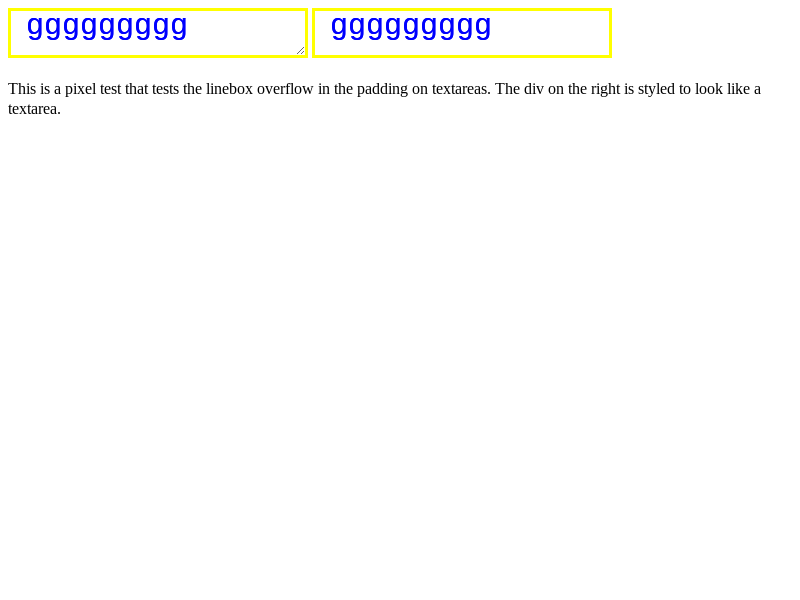 ggggggggg
ggggggggg
This is a pixel test that tests the linebox overflow in the padding on textareas. The div on the right is styled to look like a
textarea.